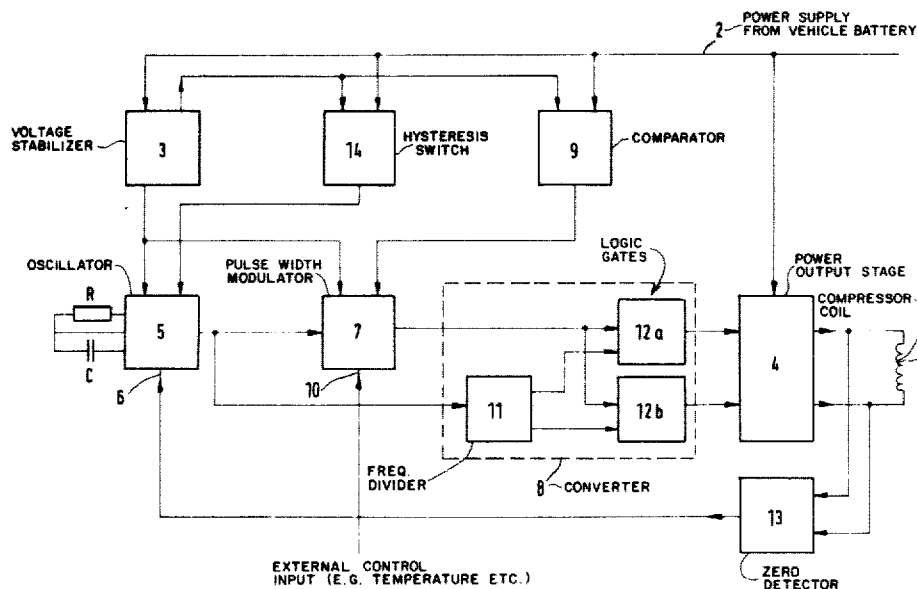 2
POWER SUPPLY
FROM VEHICLE BATTERY
VOLTAGE
STABILIZER
3
14
HYSTERESIS
SWITCH
9
COMPARATOR
OSCILLATOR
R
C
5
6
PULSE WIDTH
MODULATOR
7
10
LOGIC
GATES
12a
12b
11
FREQ.
DIVIDER
8
CONVERTER
POWER
OUTPUT STAGE
4
COMPRESSOR
COIL
13
ZERO
DETECTOR
EXTERNAL CONTROL
INPUT (E.G. TEMPERATURE ETC.)